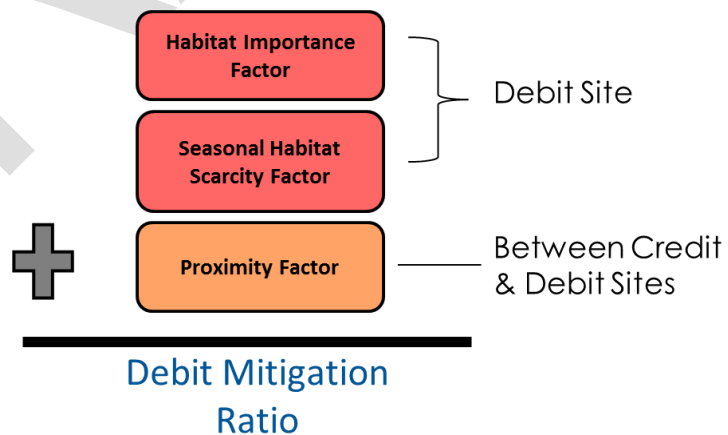 Habitat Importance
Factor
Debit Site
Seasonal Habitat
Scarcity Factor
Proximity Factor
Between Credit
& Debit Sites
Debit Mitigation
Ratio